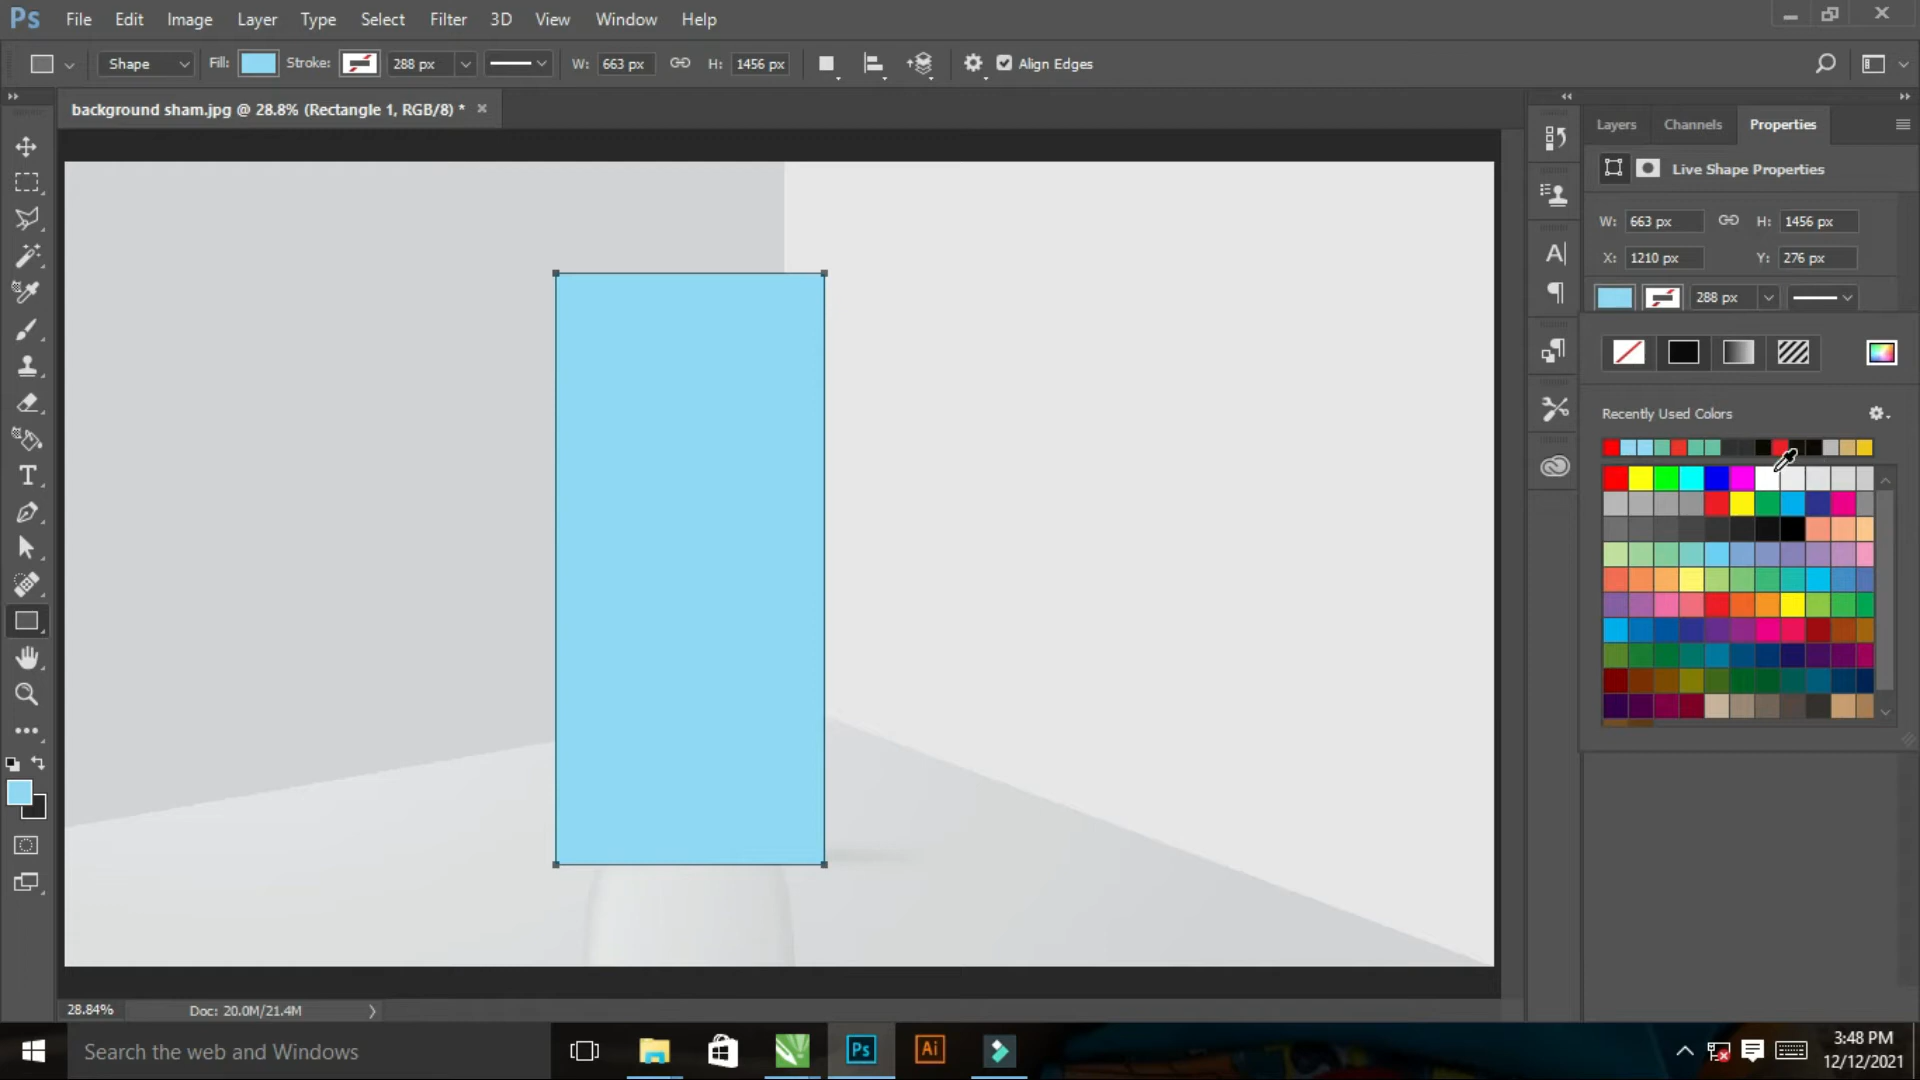 Ps File Edit Image Layer Type Select Filter 3D View Window Help
Shape Fill: Stroke: 288 px W: 663 px H: 1456 px Align Edges
background sham.jpg @ 28.8% (Rectangle 1, RGB/8) *
Layers Channels Properties
Live Shape Properties
W: 663 px H: 1456 px
X: 1210 px Y: 276 px
288 px
Recently Used Colors
28.84% Doc: 20.0M/21.4M
Search the web and Windows
Ps
Ai
3:48 PM
12/12/2021